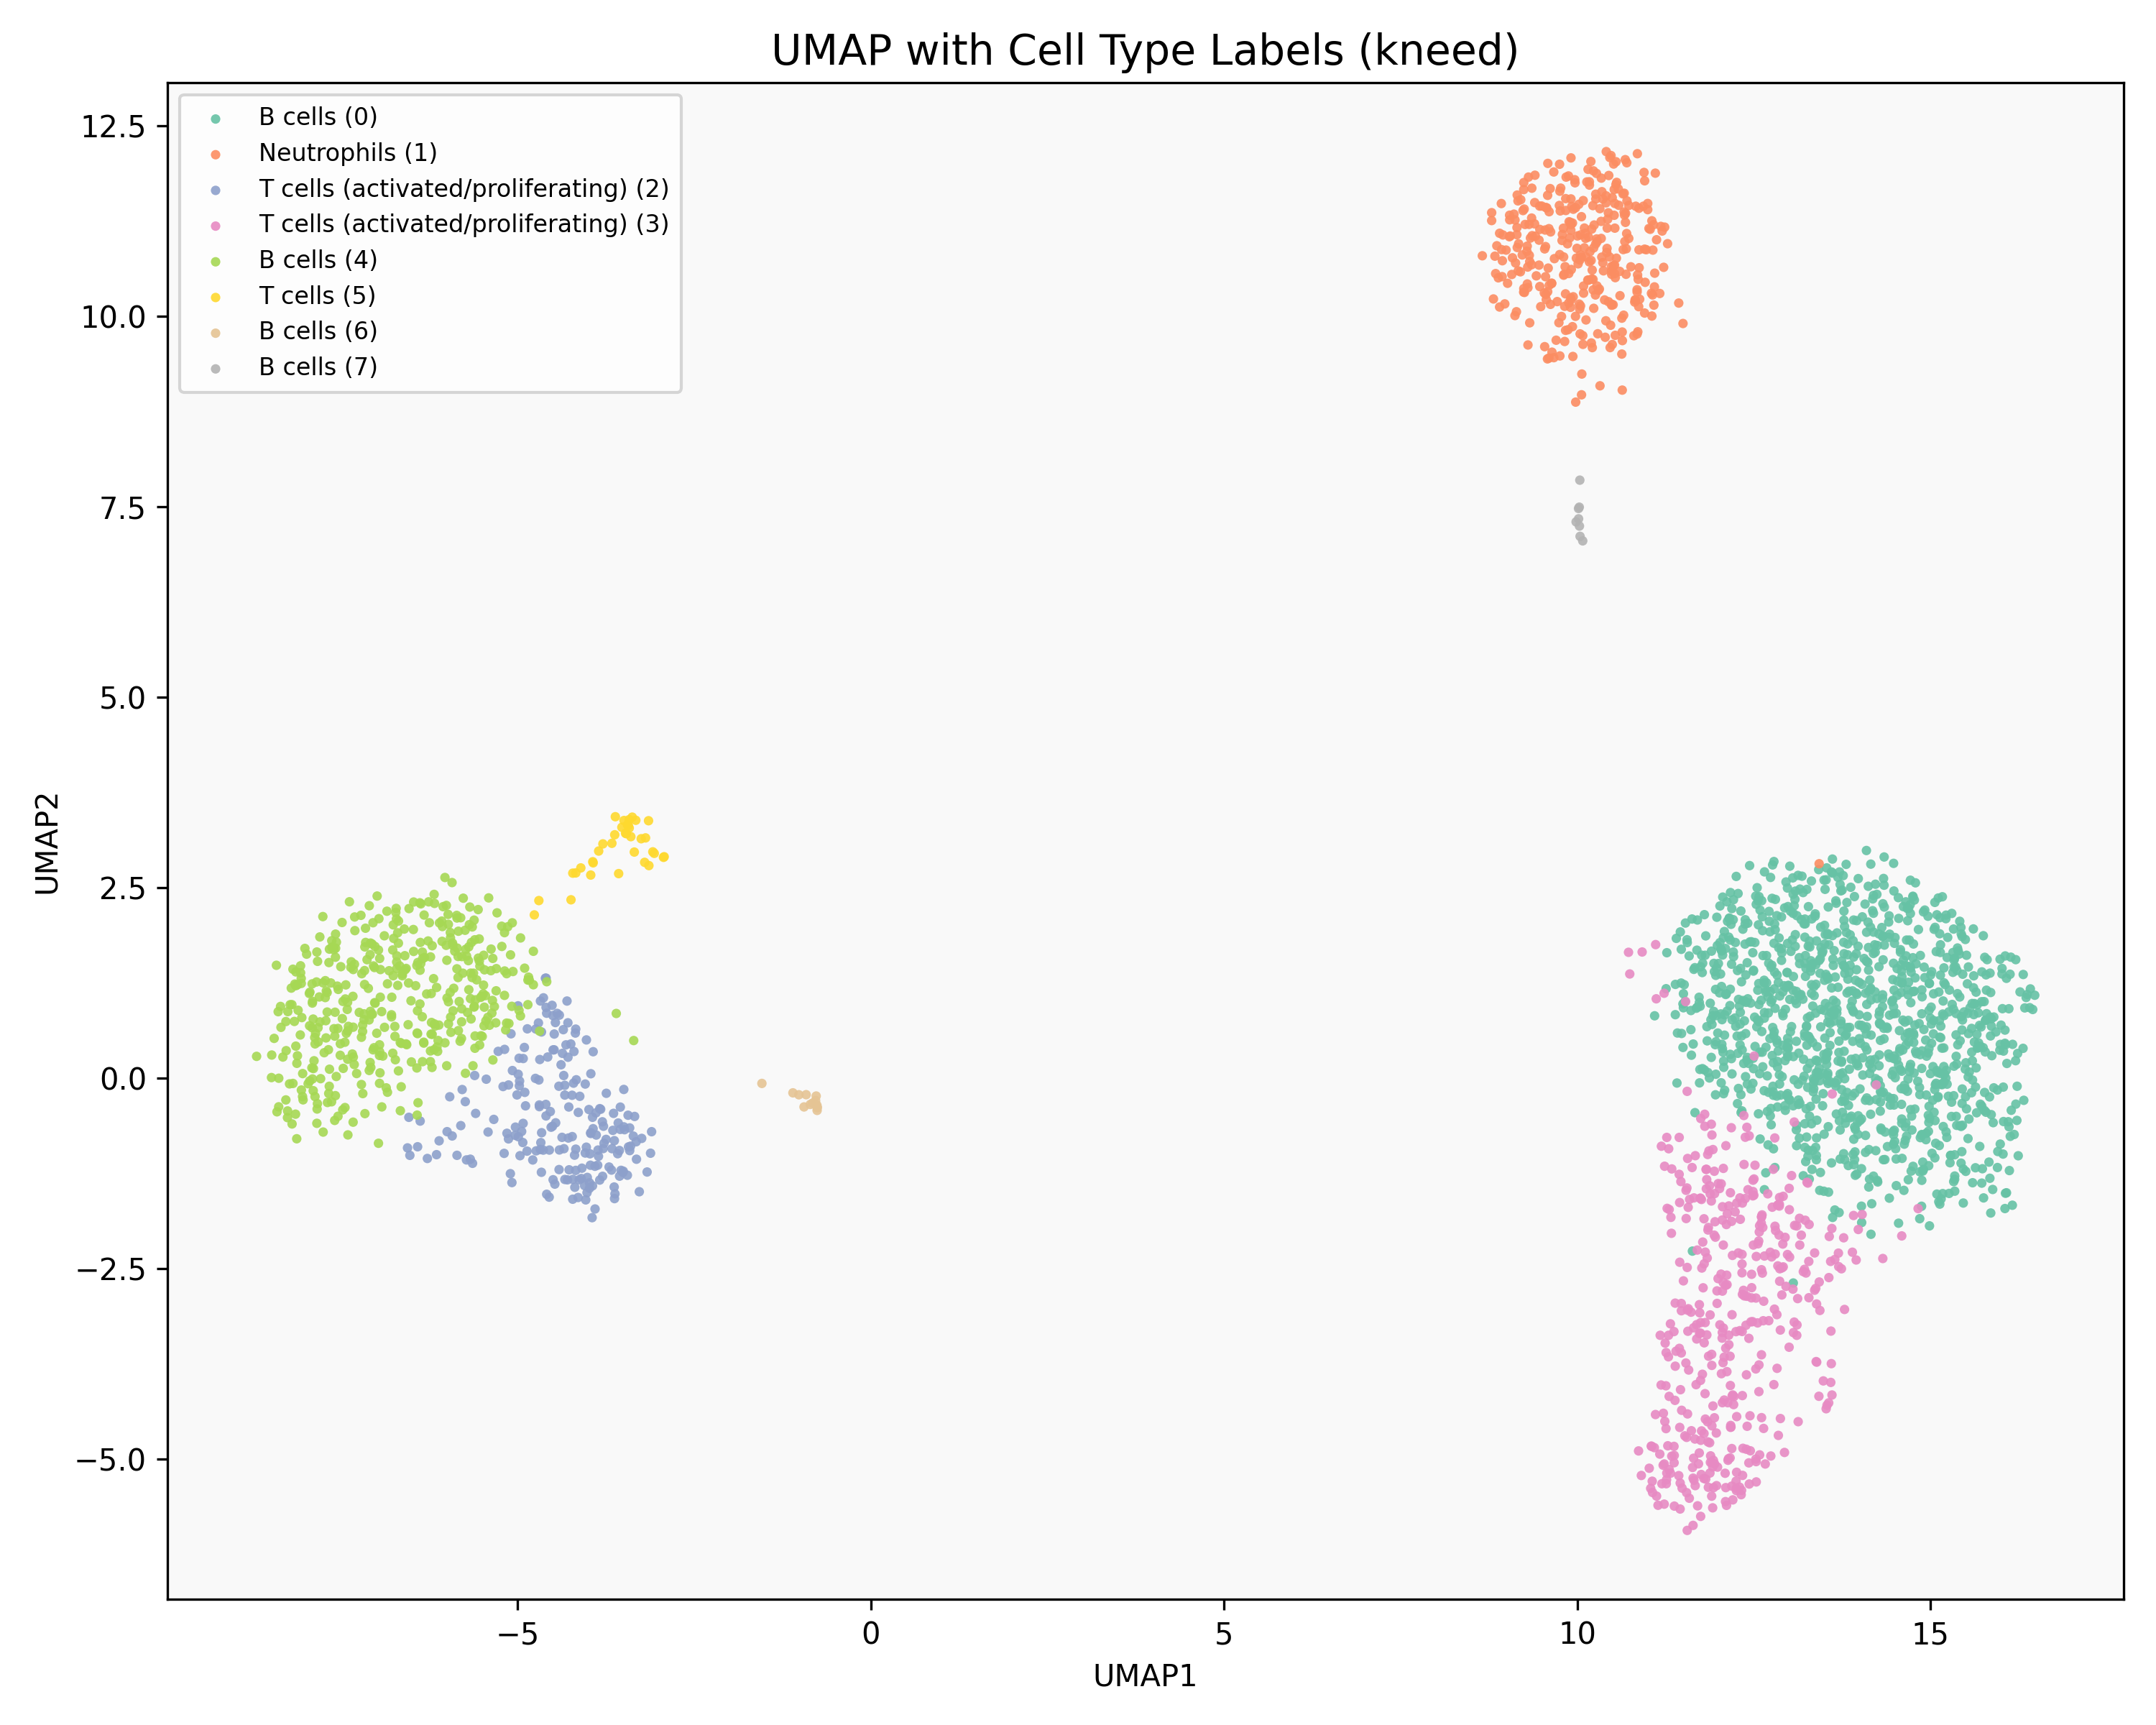 UMAP with Cell Type Labels (kneed)
B cells (0)
Neutrophils (1)
T cells (activated/proliferating) (2)
T cells (activated/proliferating) (3)
B cells (4)
T cells (5)
B cells (6)
B cells (7)
12.5
10.0
7.5
5.0
2.5
0.0
−2.5
−5.0
UMAP2
−5
0
5
10
15
UMAP1